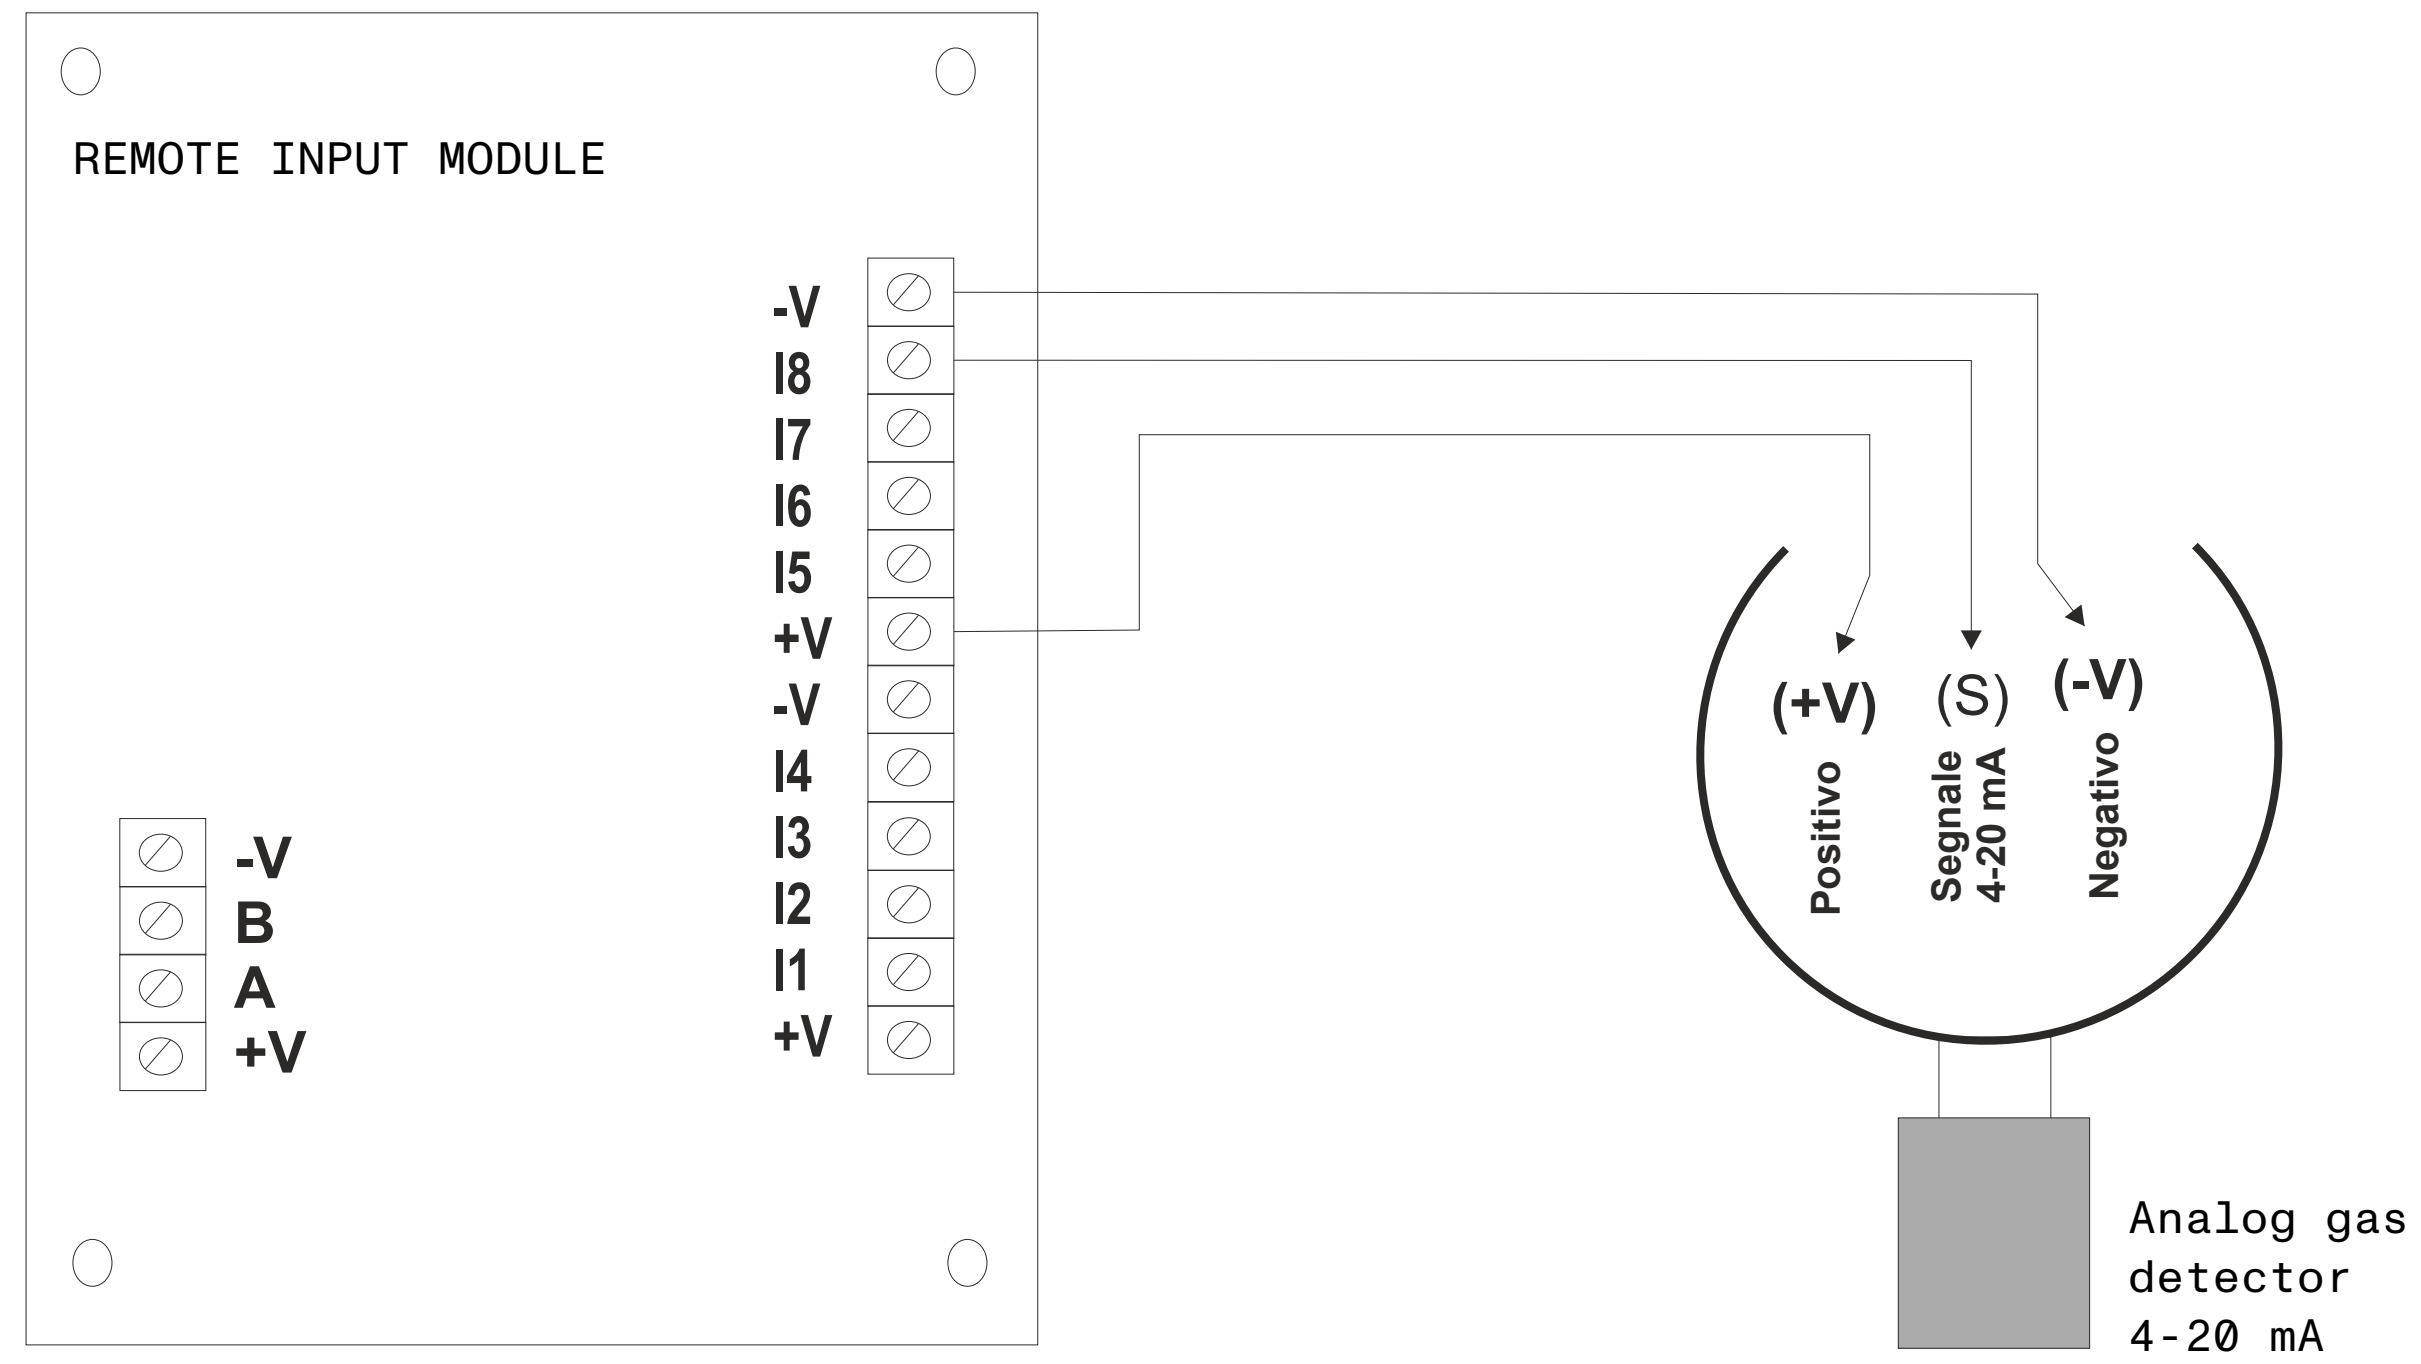 REMOTE INPUT MODULE
-V
I8
I7
I6
I5
+V
-V
I4
I3
I2
I1
+V
-V
B
A
+V
(+V)
Positivo
(S)
Segnale
4-20 mA
(-V)
Negativo
Analog gas
detector
4-20 mA